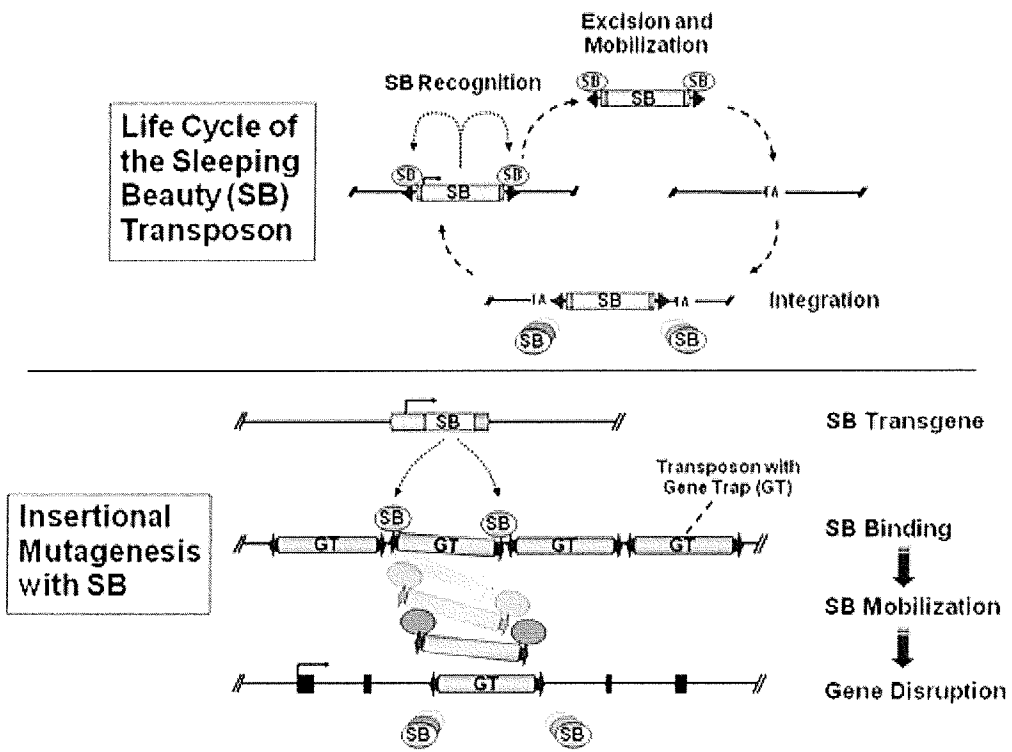 Excision and
Mobilization
SB Recognition
SB
SB
SB
Life Cycle of
the Sleeping
Beauty (SB)
Transposon
SB
SB
SB
TA
TA
SB
TA
Integration
SB
SB
SB
SB Transgene
Transposon with
Gene Trap (GT)
Insertional
Mutagenesis
with SB
SB
SB
SB Binding
GT
GT
GT
GT
SB Mobilization
GT
Gene Disruption
SB
SB